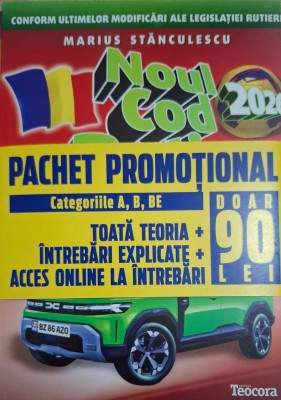 CONFORM ULTIMELOR MODIFICĂRI ALE LEGISLAȚIEI RUTIERE
MARIUS STĂNCULESCU
Noul
Cod
2026
PACHET PROMOȚIONAL
Categoriile A, B, BE
TOATĂ TEORIA +
ÎNTREBĂRI EXPLICATE +
ACCES ONLINE LA ÎNTREBĂRI
DOAR
90
LEI
BZ 86 AZO
Teocora